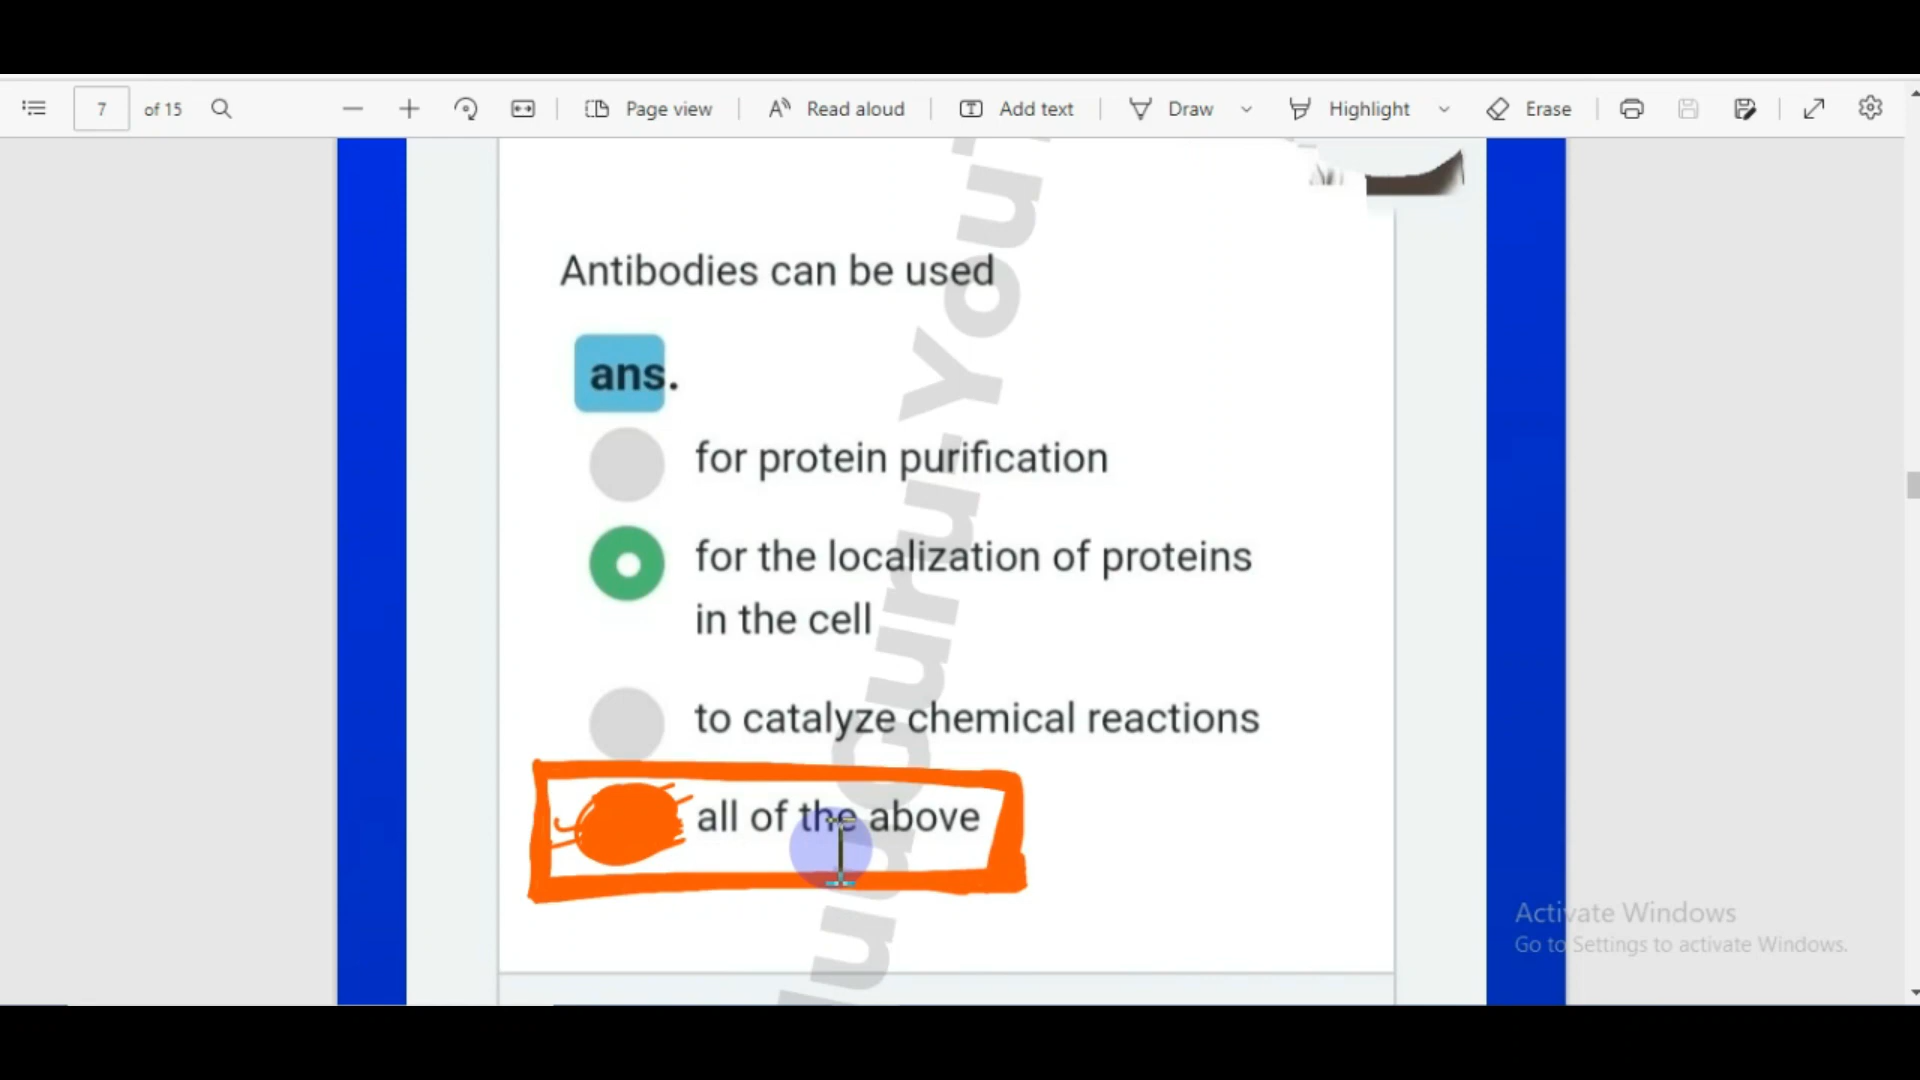 7 of 15 Page view Read aloud Add text Draw Highlight Erase
Antibodies can be used
ans.
for protein purification
for the localization of proteins
in the cell
to catalyze chemical reactions
all of the above
Activate Windows
Go to Settings to activate Windows.